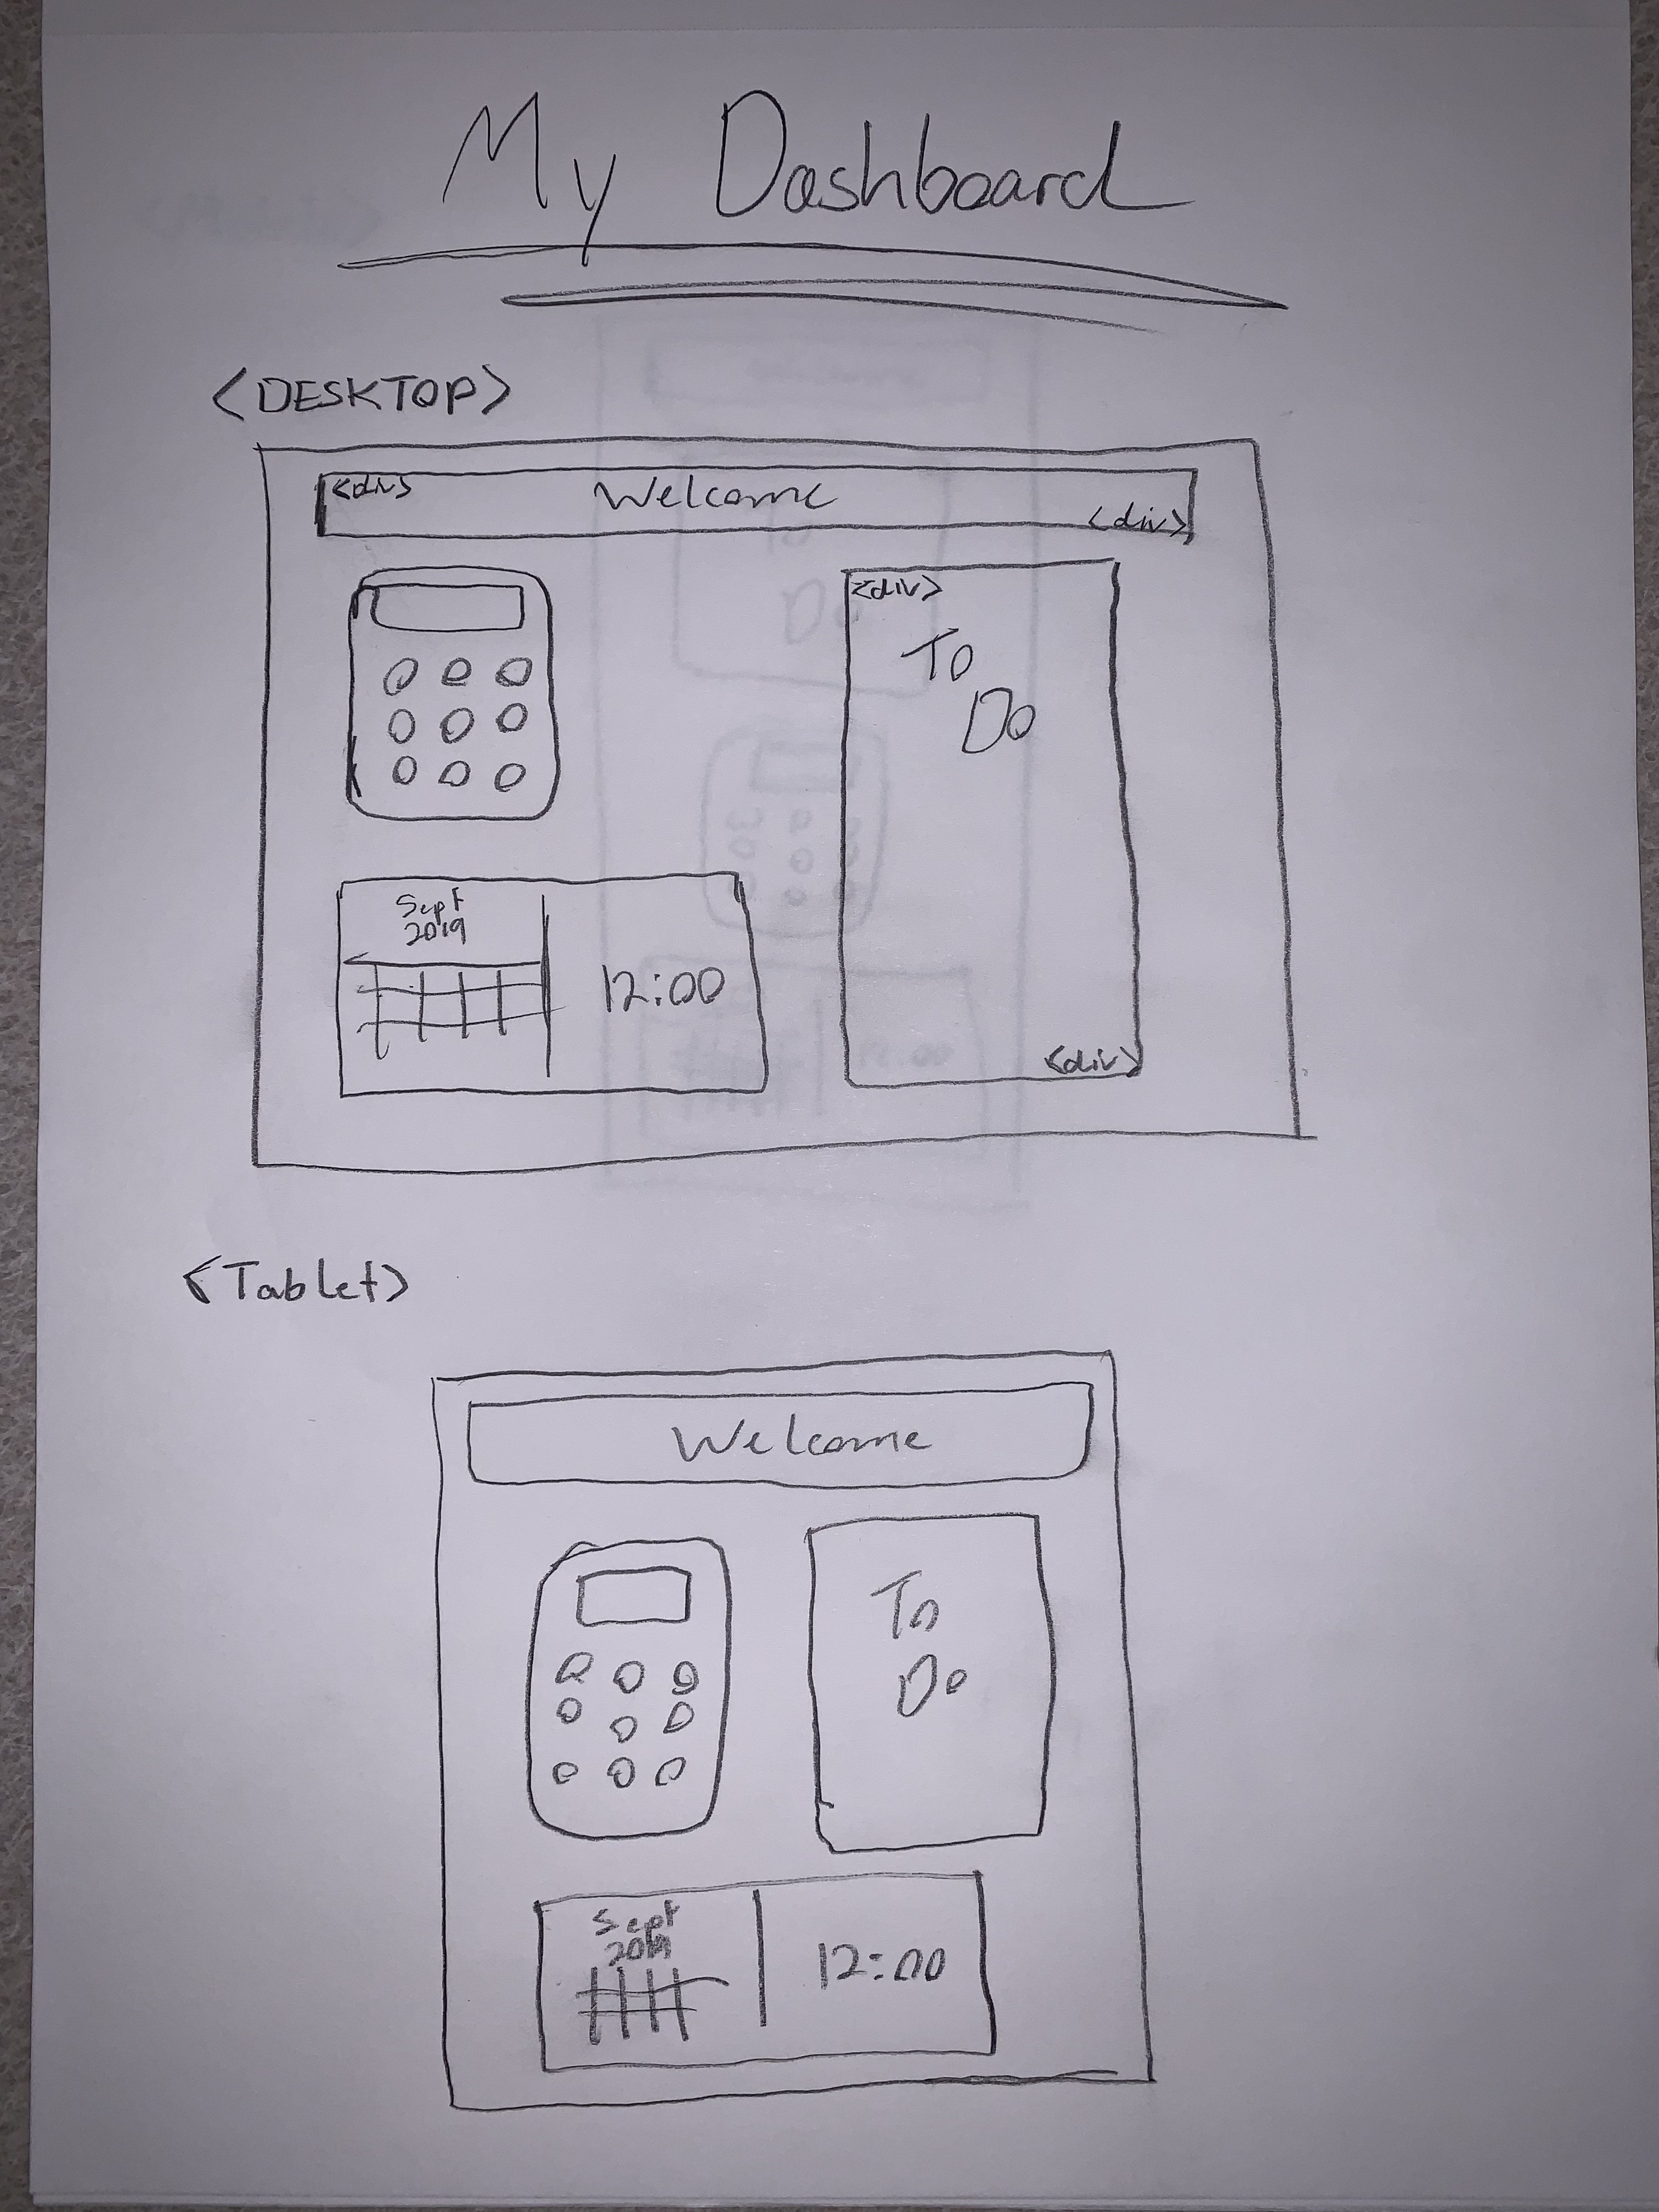 My Dashboard
<DESKTOP>
<div>
Welcome
<div>
<div>
To
Do
Sept
2019
12:00
<div>
<Tablet>
Welcome
To
Do
Sept
2019
12:00